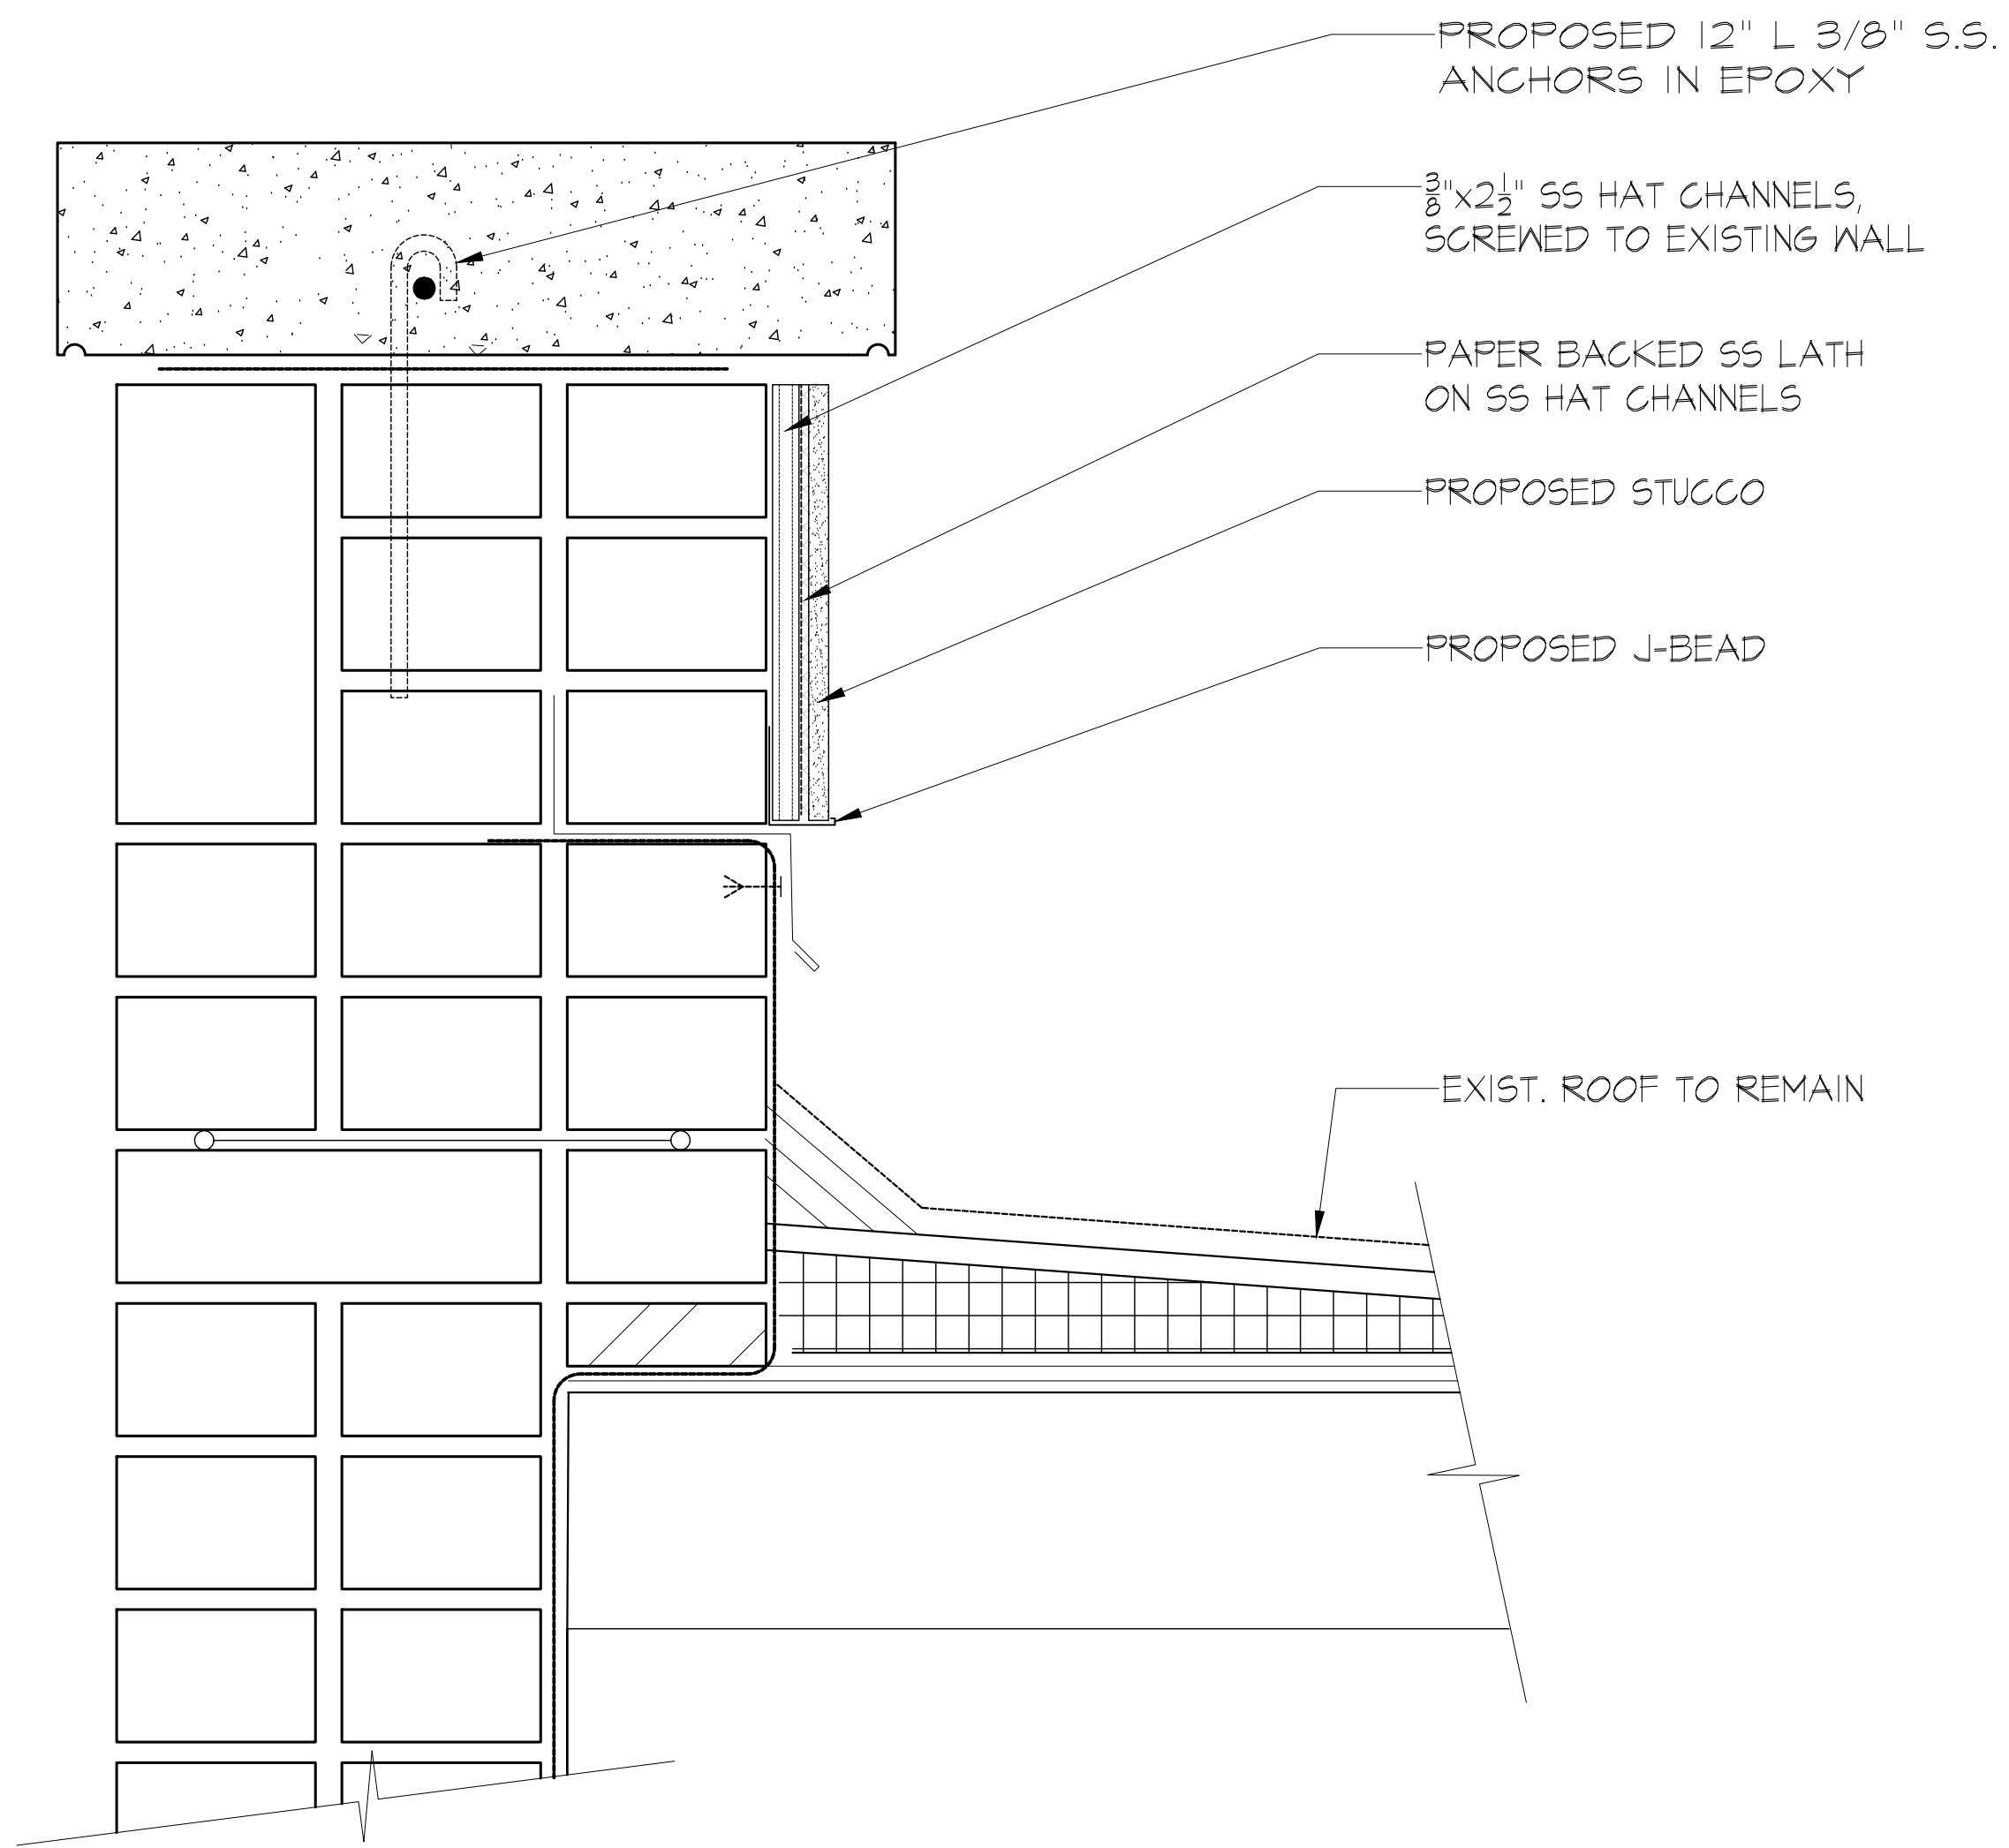 PROPOSED 12" L 3/8" S.S.
ANCHORS IN EPOXY
3/8"x2 1/2" SS HAT CHANNELS,
SCREWED TO EXISTING WALL
PAPER BACKED SS LATH
ON SS HAT CHANNELS
PROPOSED STUCCO
PROPOSED J-BEAD
EXIST. ROOF TO REMAIN